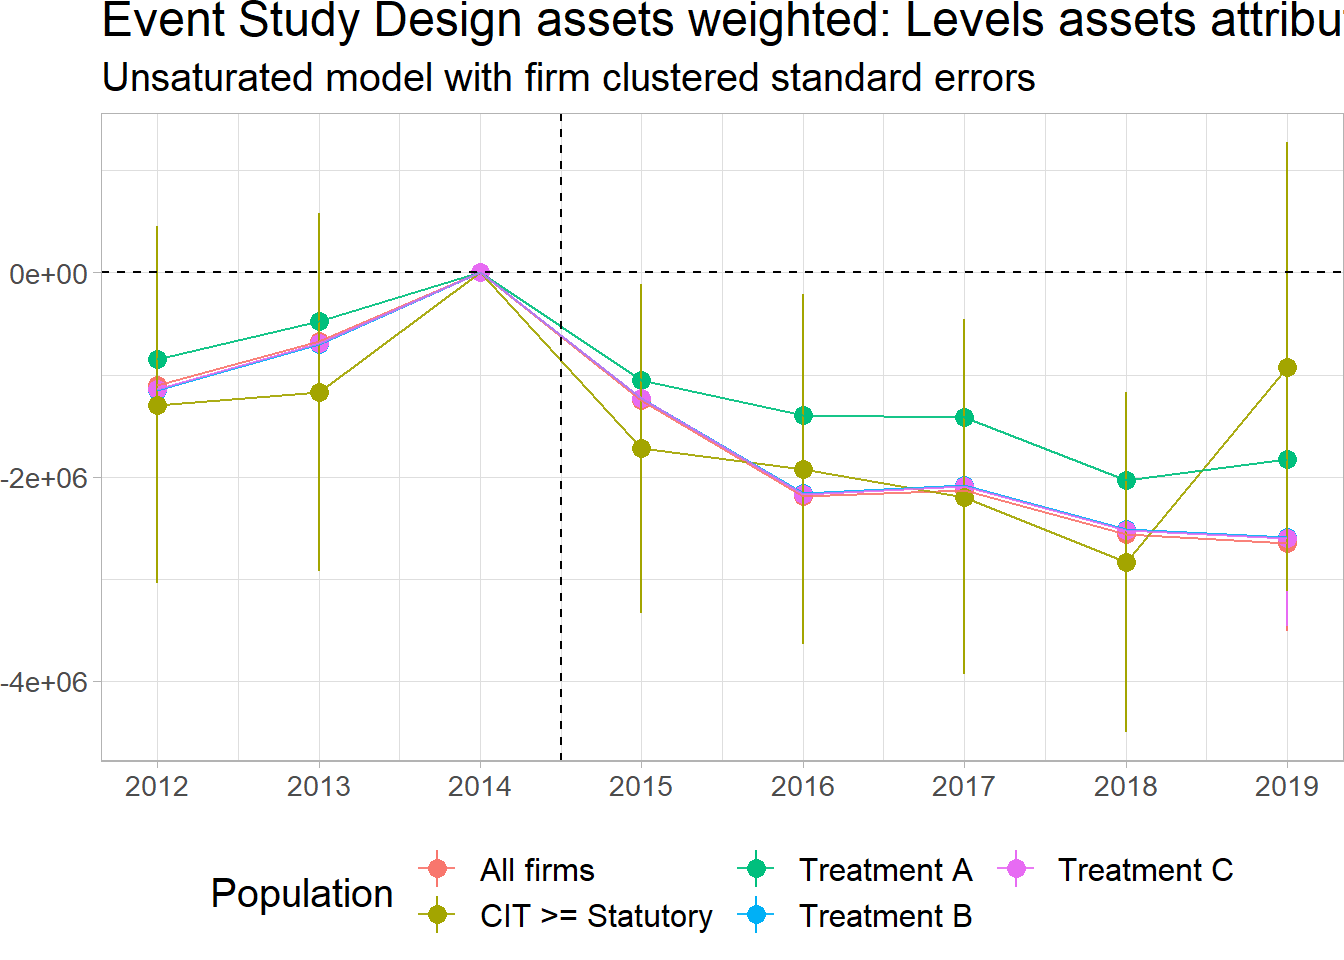 Event Study Design assets weighted: Levels assets attribu
Unsaturated model with firm clustered standard errors
0e+00
-2e+06
-4e+06
2012 2013 2014 2015 2016 2017 2018 2019
Population
All firms Treatment A Treatment C
CIT >= Statutory Treatment B